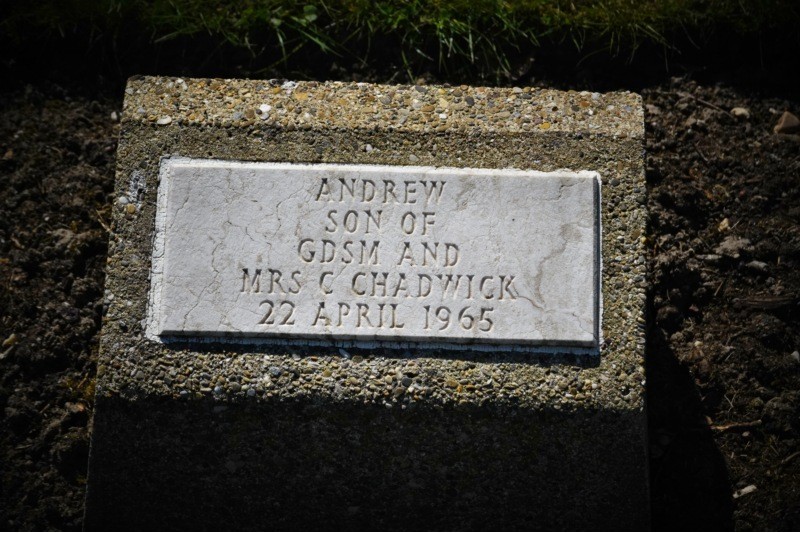 ANDREW
SON OF
GDSM AND
MRS C CHADWICK
22 APRIL 1965